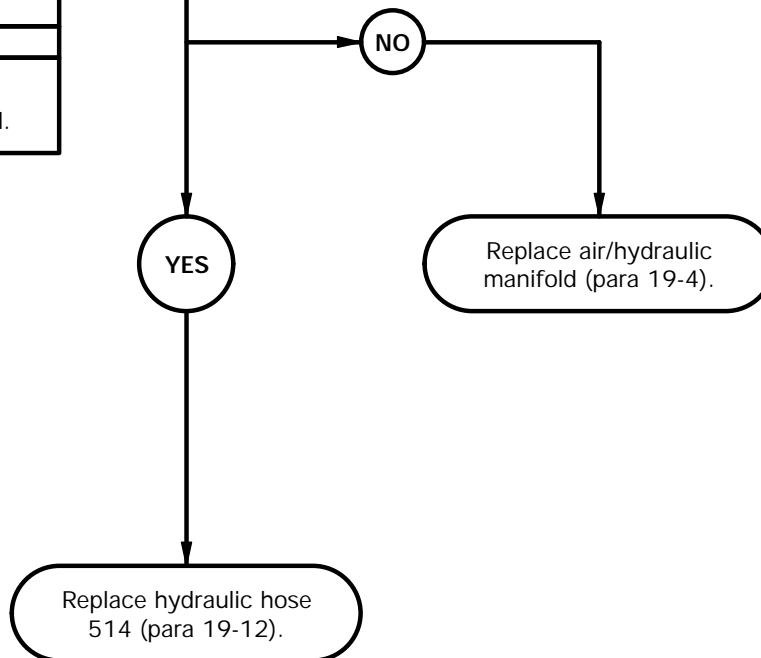 NO
Replace air/hydraulic
manifold (para 19-4).
YES
Replace hydraulic hose
514 (para 19-12).